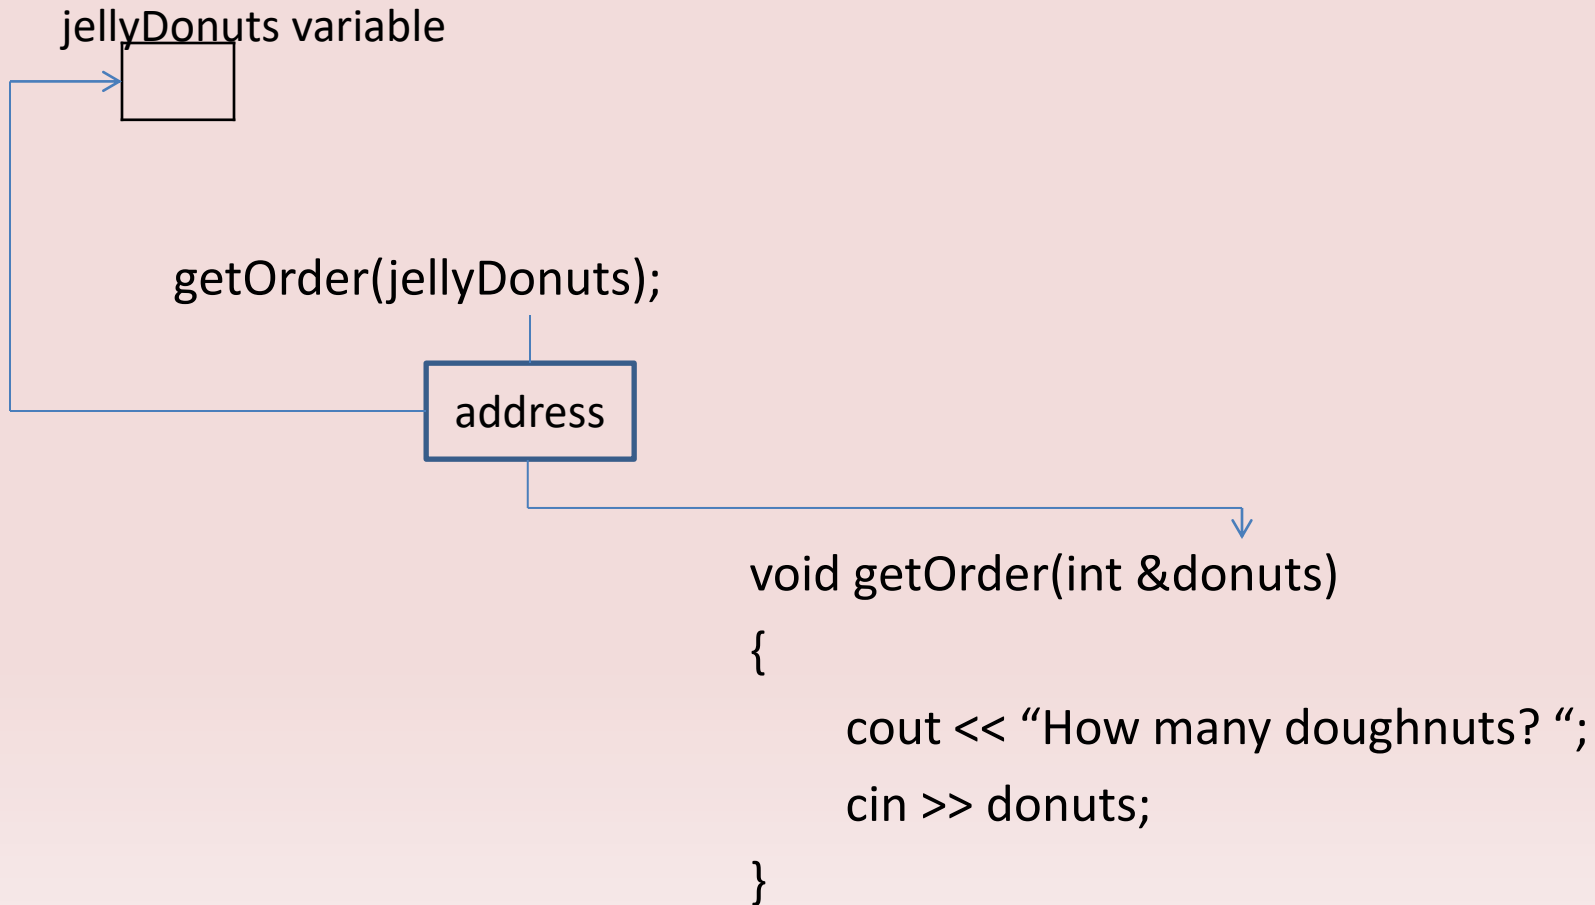 jellyDonuts variable
getOrder(jellyDonuts);
address
void getOrder(int &donuts)
{
cout << “How many doughnuts? “;
cin >> donuts;
}